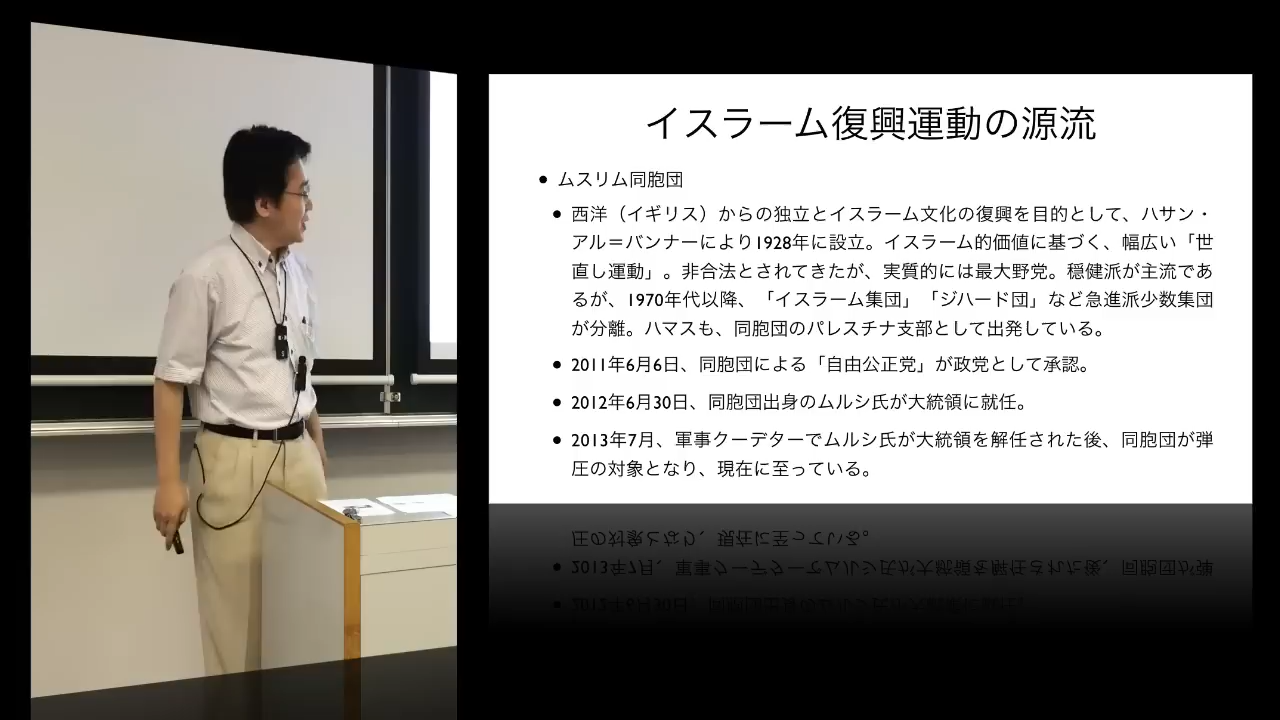 イスラーム復興運動の源流
• ムスリム同胞団
• 西洋（イギリス）からの独立とイスラーム文化の復興を目的として、ハサン・
アル＝バンナーにより1928年に設立。イスラーム的価値に基づく、幅広い「世
直し運動」。非合法とされてきたが、実質的には最大野党。穏健派が主流であ
るが、1970年代以降、「イスラーム集団」「ジハード団」など急進派少数集団
が分離。ハマスも、同胞団のパレスチナ支部として出発している。
• 2011年6月6日、同胞団による「自由公正党」が政党として承認。
• 2012年6月30日、同胞団出身のムルシ氏が大統領に就任。
• 2013年7月、軍事クーデターでムルシ氏が大統領を解任された後、同胞団が弾
圧の対象となり、現在に至っている。